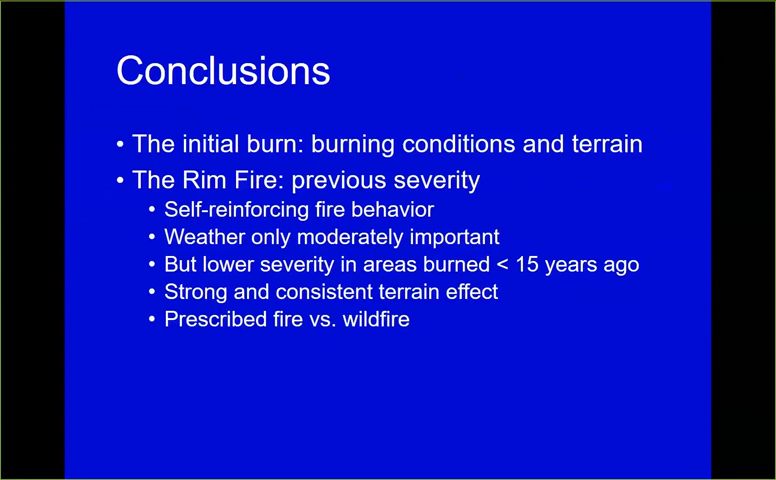 Conclusions
• The initial burn: burning conditions and terrain
• The Rim Fire: previous severity
• Self-reinforcing fire behavior
• Weather only moderately important
• But lower severity in areas burned < 15 years ago
• Strong and consistent terrain effect
• Prescribed fire vs. wildfire